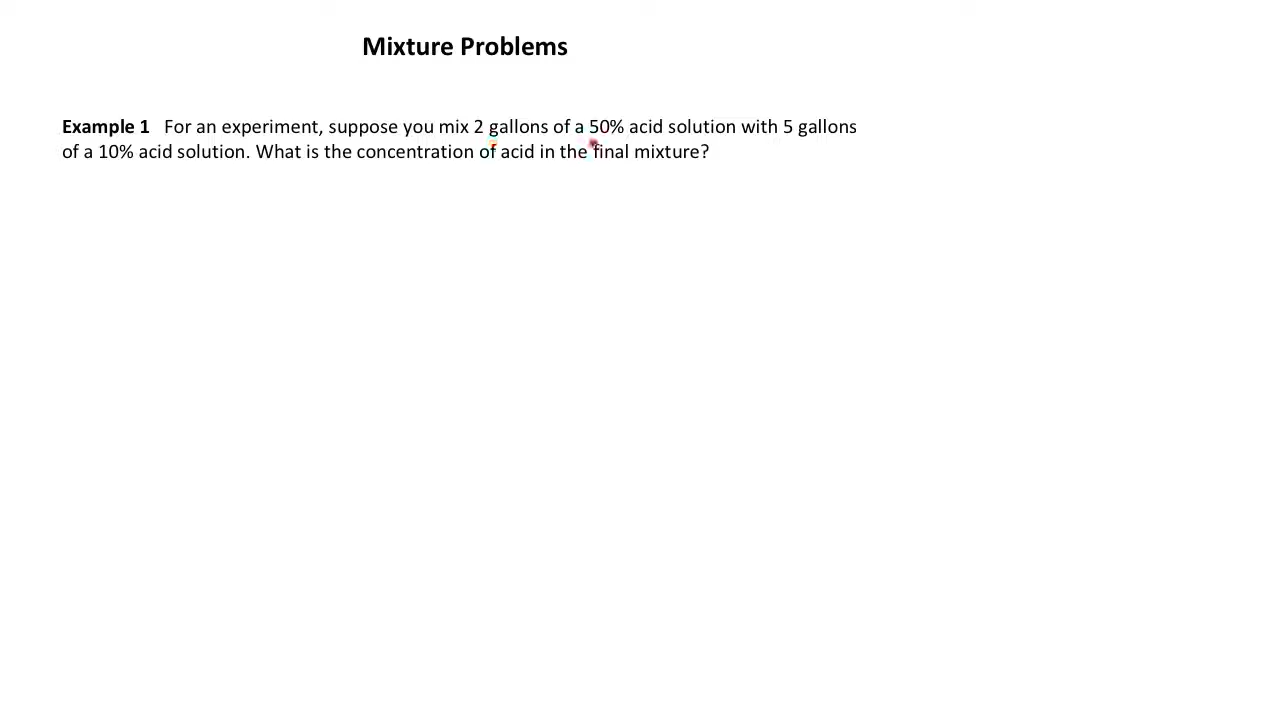 Mixture Problems
Example 1 For an experiment, suppose you mix 2 gallons of a 50% acid solution with 5 gallons
of a 10% acid solution. What is the concentration of acid in the final mixture?